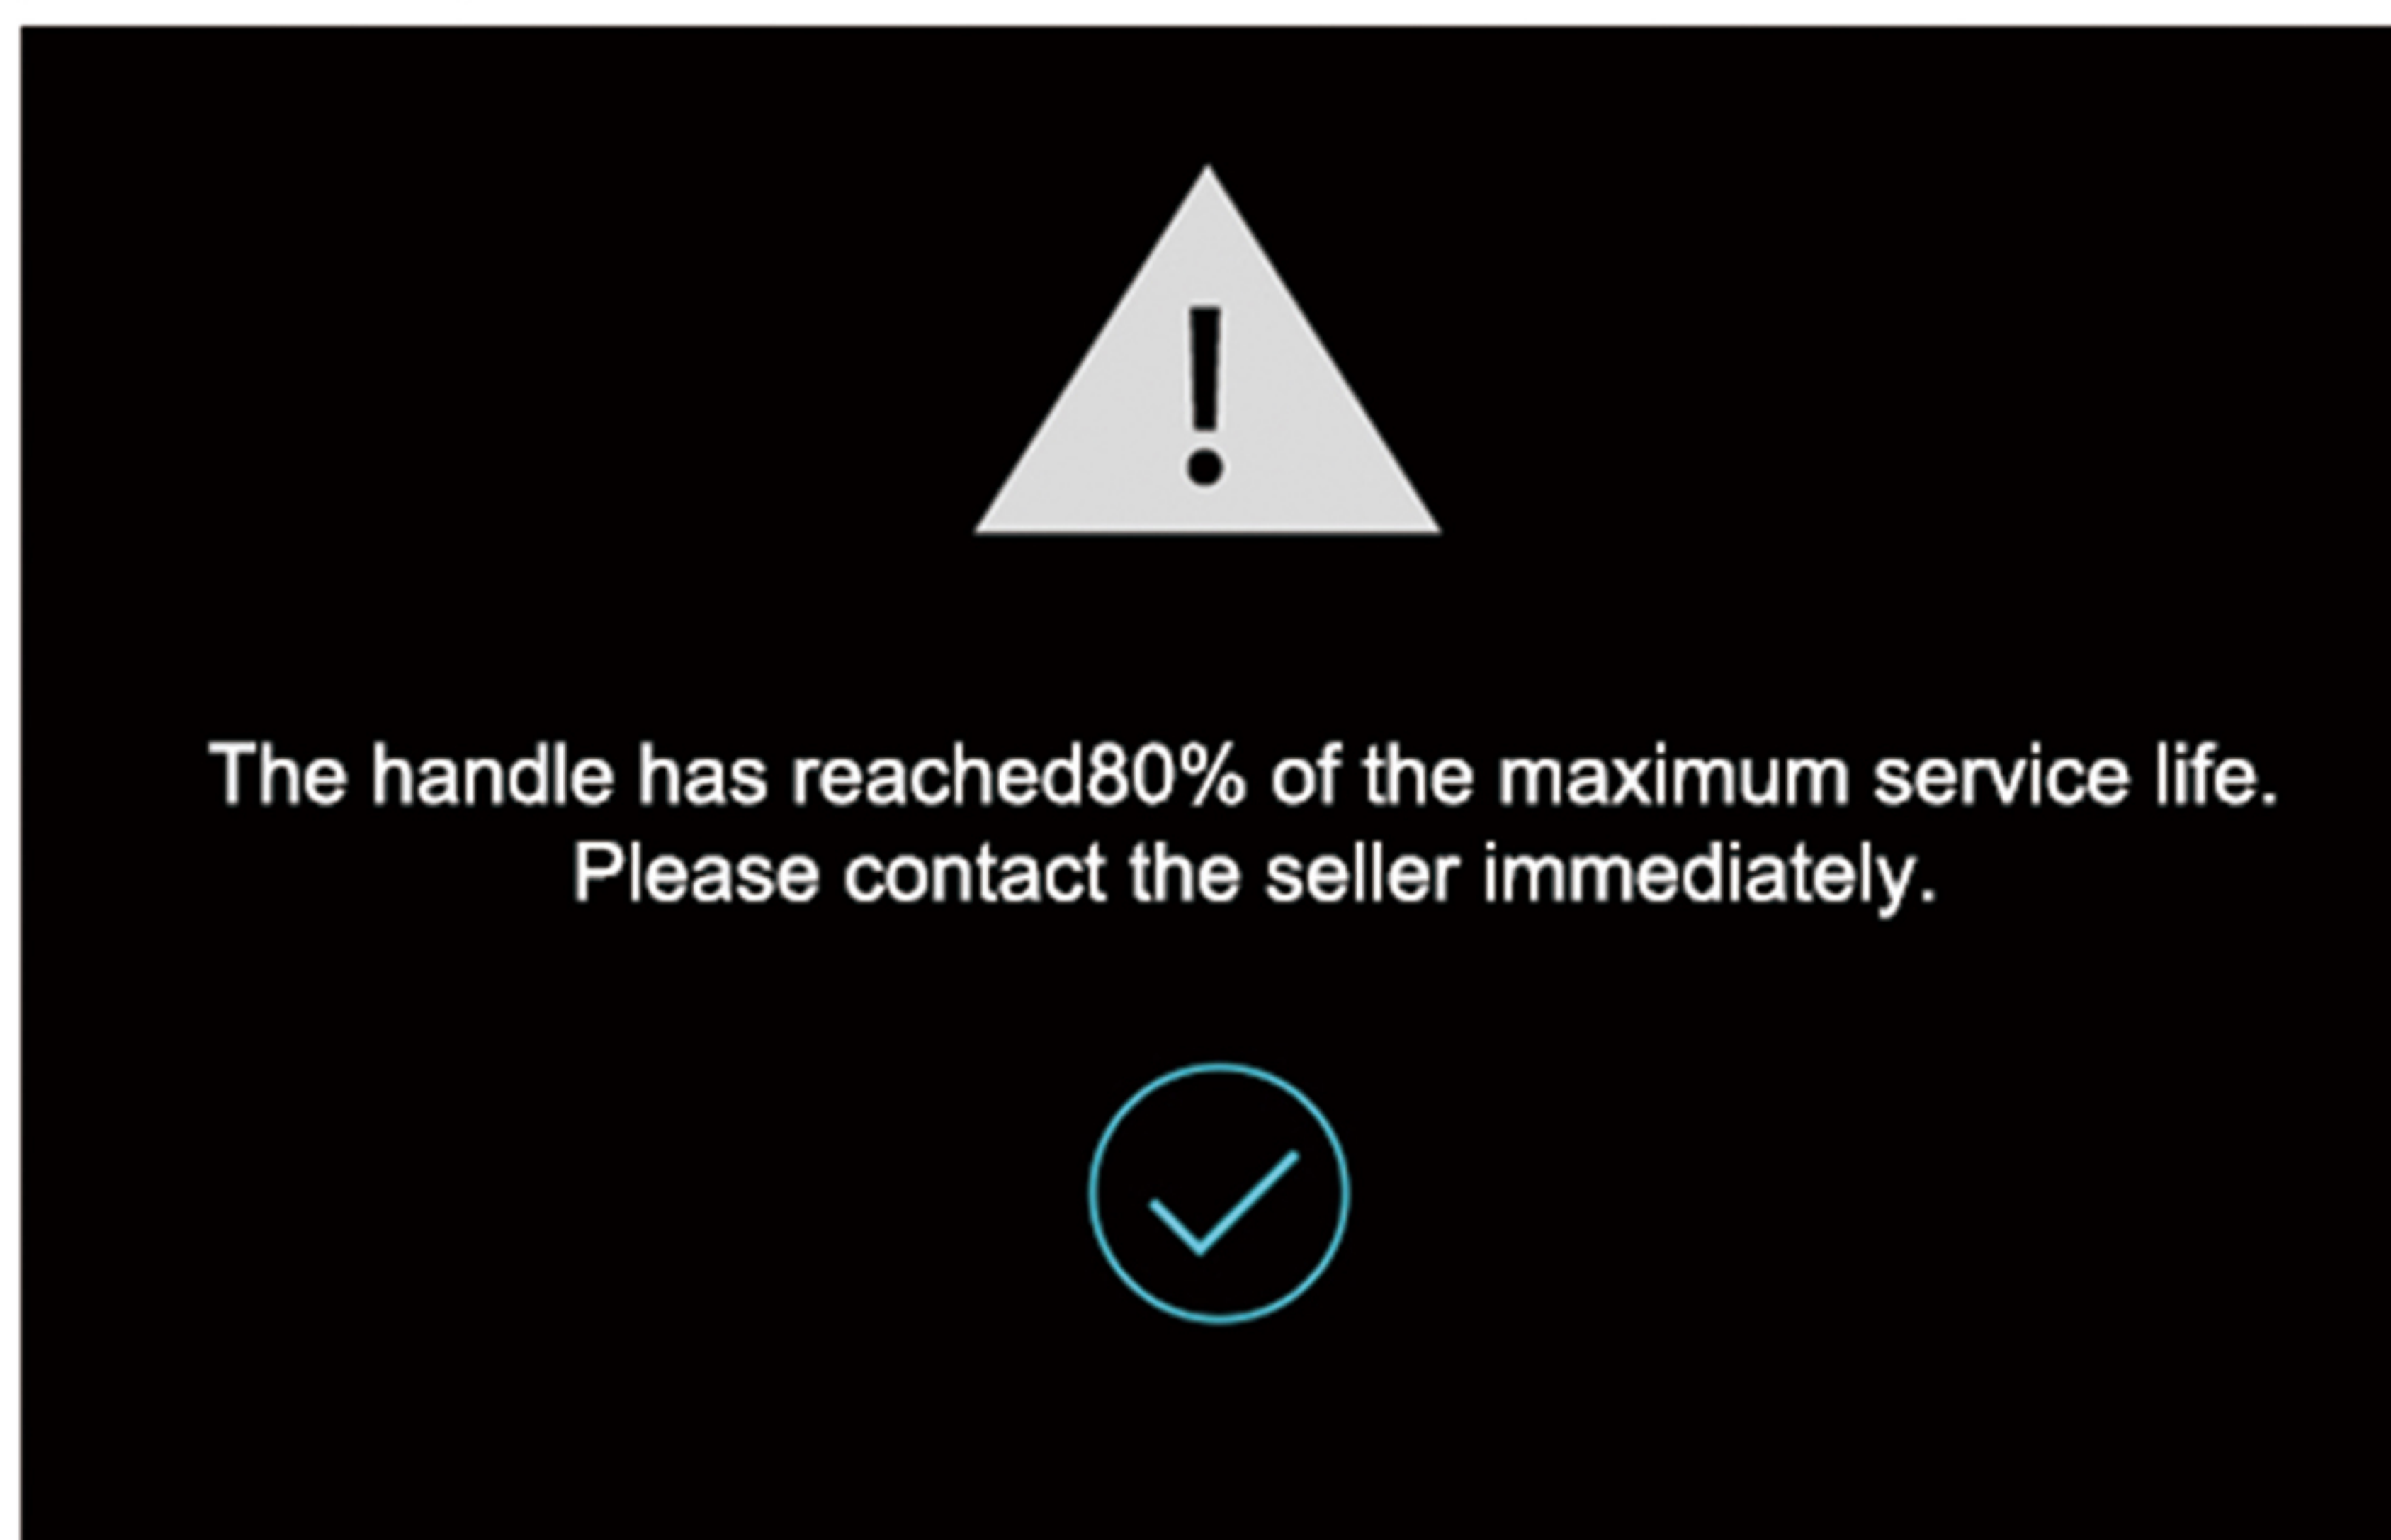 The handle has reached80% of the maximum service life.
Please contact the seller immediately.